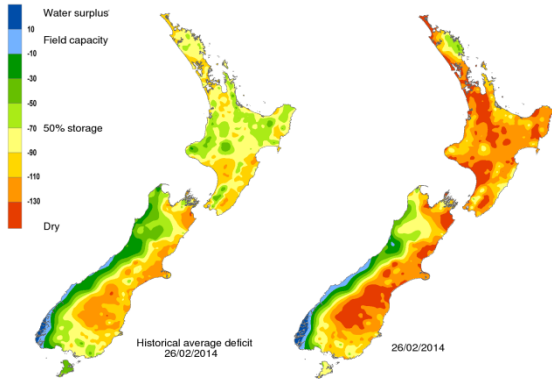 Water surplus
10
Field capacity
-10
-30
-50
50% storage
-70
-90
-110
-130
Dry
Historical average deficit
26/02/2014
26/02/2014